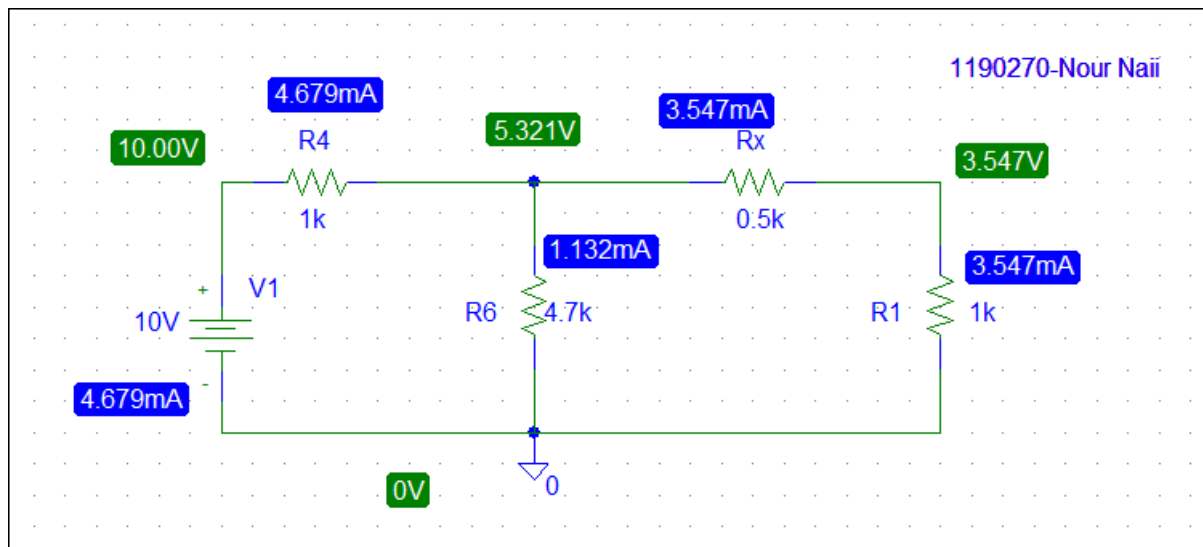 1190270-Nour Naii
4.679mA
3.547mA
10.00V
R4
5.321V
Rx
3.547V
1k
0.5k
1.132mA
3.547mA
+
V1
10V
R6
4.7k
R1
1k
-
4.679mA
0V
0